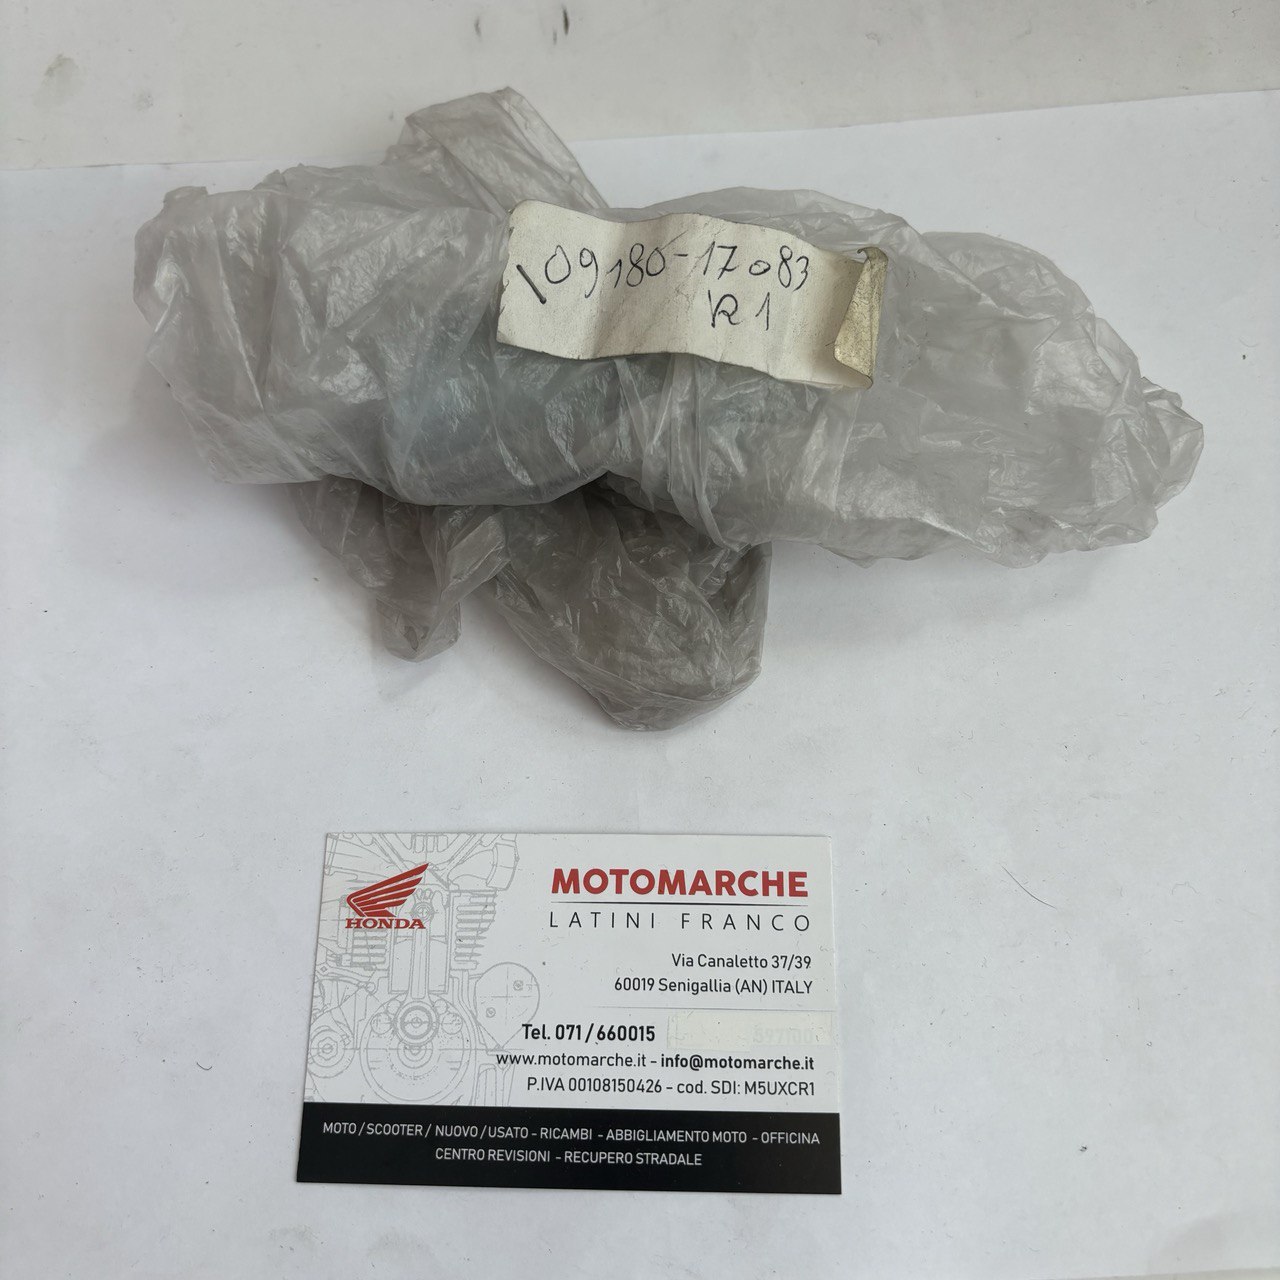 09180-17083
R1
HONDA
MOTOMARCHE
LATINI FRANCO
Via Canaletto 37/39
60019 Senigallia (AN) ITALY
Tel. 071/660015
www.motomarche.it - info@motomarche.it
P.IVA 00108150426 - cod. SDI: M5UXCR1
MOTO / SCOOTER / NUOVO / USATO - RICAMBI - ABBIGLIAMENTO MOTO - OFFICINA
CENTRO REVISIONI - RECUPERO STRADALE